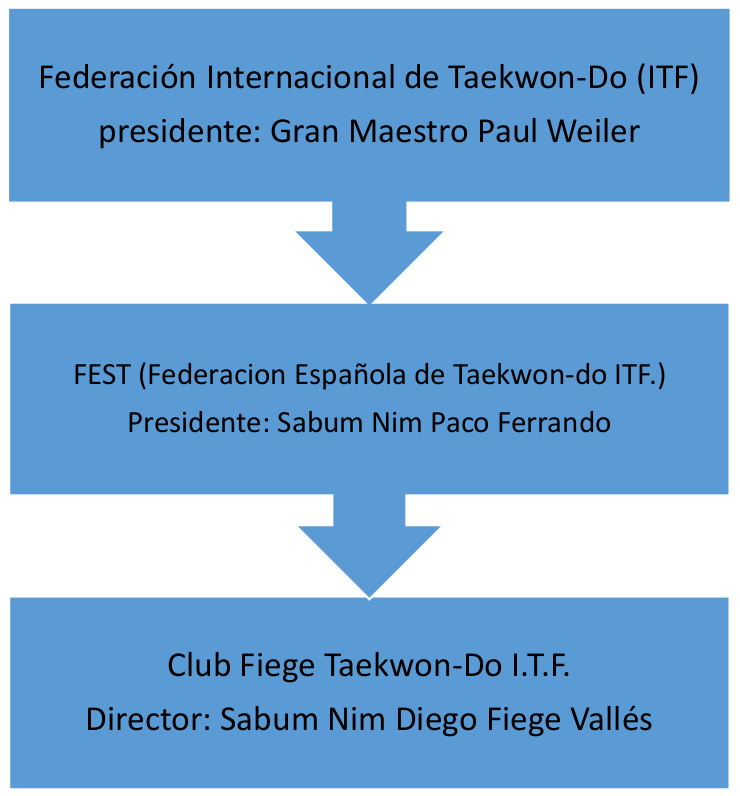 Federación Internacional de Taekwon-Do (ITF)
presidente: Gran Maestro Paul Weiler
FEST (Federacion Española de Taekwon-do ITF.)
Presidente: Sabum Nim Paco Ferrando
Club Fiege Taekwon-Do I.T.F.
Director: Sabum Nim Diego Fiege Vallés